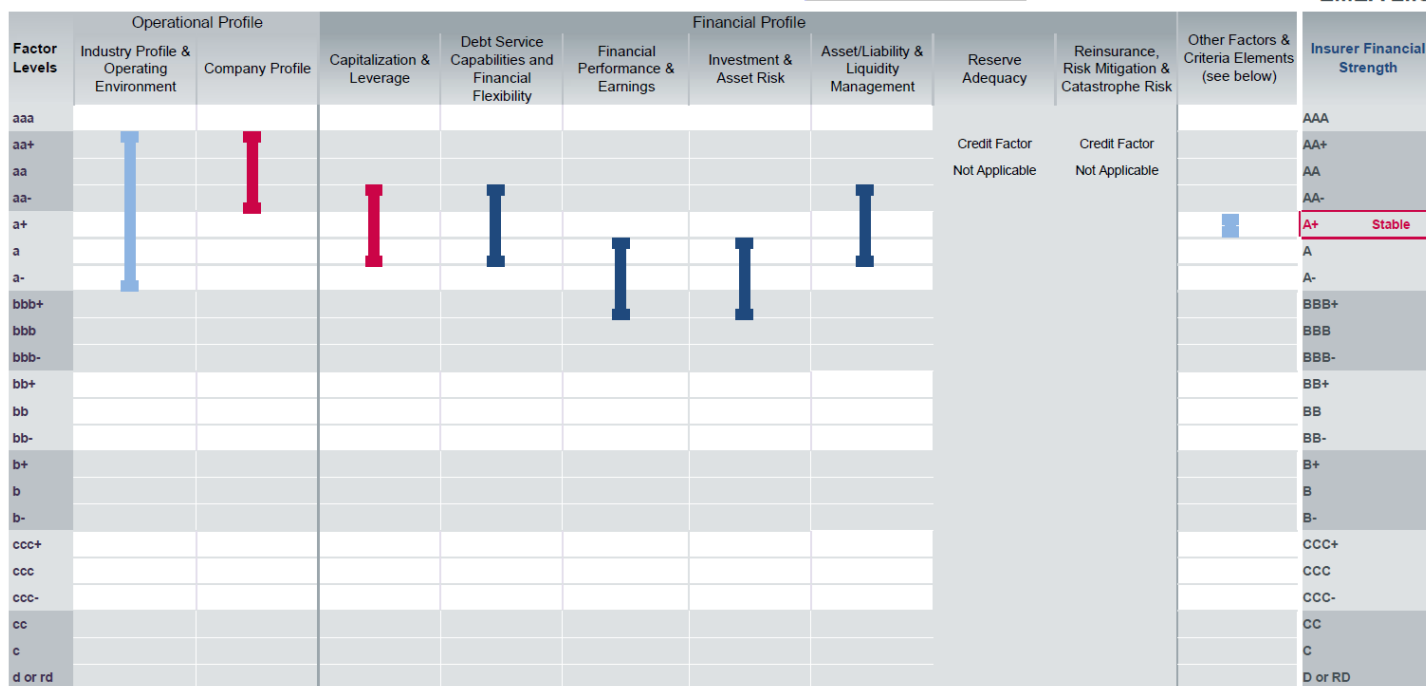 Operational Profile
Financial Profile
Factor Levels
Industry Profile &
Operating
Environment
Company Profile
Capitalization &
Leverage
Debt Service
Capabilities and
Financial
Flexibility
Financial
Performance &
Earnings
Investment &
Asset Risk
Asset/Liability &
Liquidity
Management
Reserve
Adequacy
Reinsurance,
Risk Mitigation &
Catastrophe Risk
Other Factors &
Criteria Elements
(see below)
Insurer Financial
Strength
aaa AAA
aa+ Credit Factor Credit Factor AA+
aa Not Applicable Not Applicable AA
aa- AA-
a+ A+ Stable
a A
a- A-
bbb+ BBB+
bbb BBB
bbb- BBB-
bb+ BB+
bb BB
bb- BB-
b+ B+
b B
b- B-
ccc+ CCC+
ccc CCC
ccc- CCC-
cc CC
c C
d or rd D or RD